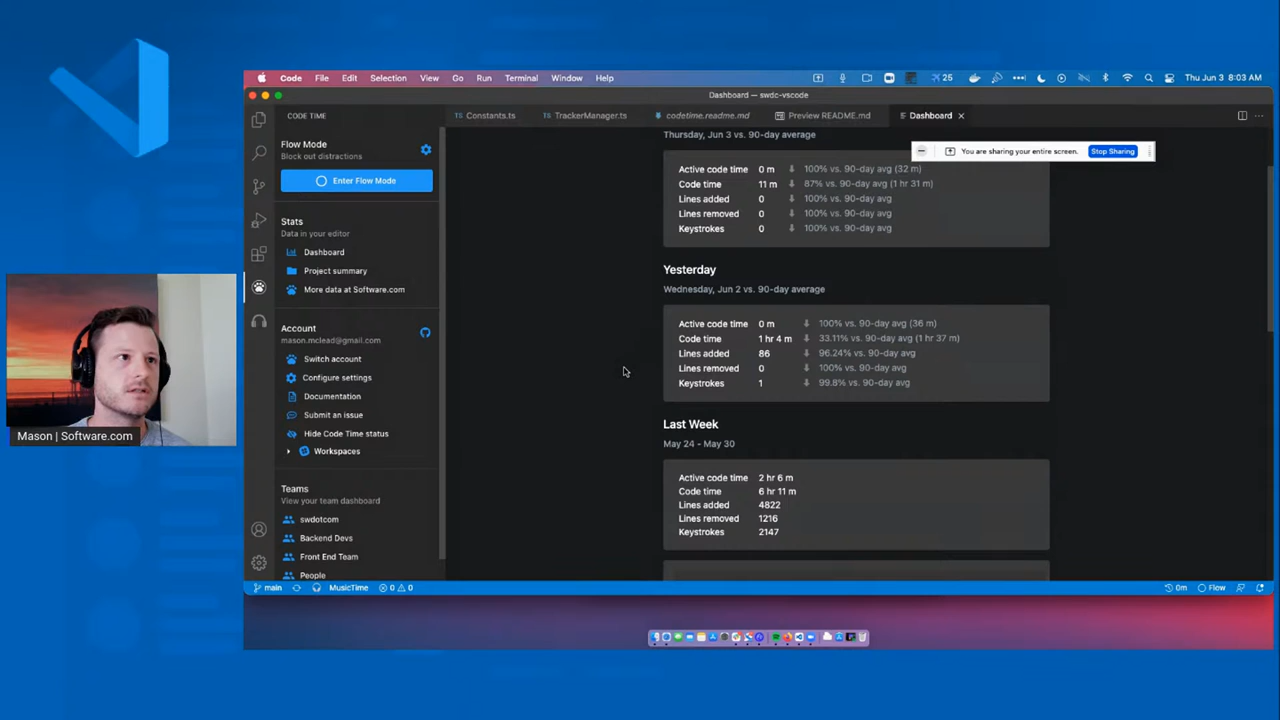 Code File Edit Selection View Go Run Terminal Window Help
25
Thu Jun 3 8:03 AM
Dashboard — swdc-vscode
CODE TIME
Constants.ts
TrackerManager.ts
codetime.readme.md
Preview README.md
Dashboard
You are sharing your entire screen.
Stop Sharing
Flow Mode
Block out distractions
Enter Flow Mode
Stats
Data in your editor
Dashboard
Project summary
More data at Software.com
Account
mason.mclead@gmail.com
Switch account
Configure settings
Documentation
Submit an issue
Hide Code Time status
Workspaces
Teams
View your team dashboard
swdotcom
Backend Devs
Front End Team
People
Thursday, Jun 3 vs. 90-day average
Active code time 0 m 100% vs. 90-day avg (32 m)
Code time 11 m 87% vs. 90-day avg (1 hr 31 m)
Lines added 0 100% vs. 90-day avg
Lines removed 0 100% vs. 90-day avg
Keystrokes 0 100% vs. 90-day avg
Yesterday
Wednesday, Jun 2 vs. 90-day average
Active code time 0 m 100% vs. 90-day avg (36 m)
Code time 1 hr 4 m 33.11% vs. 90-day avg (1 hr 37 m)
Lines added 86 96.24% vs. 90-day avg
Lines removed 0 100% vs. 90-day avg
Keystrokes 1 99.8% vs. 90-day avg
Last Week
May 24 - May 30
Active code time 2 hr 6 m
Code time 6 hr 11 m
Lines added 4822
Lines removed 1216
Keystrokes 2147
Mason | Software.com
main
MusicTime
0
0
0m
Flow